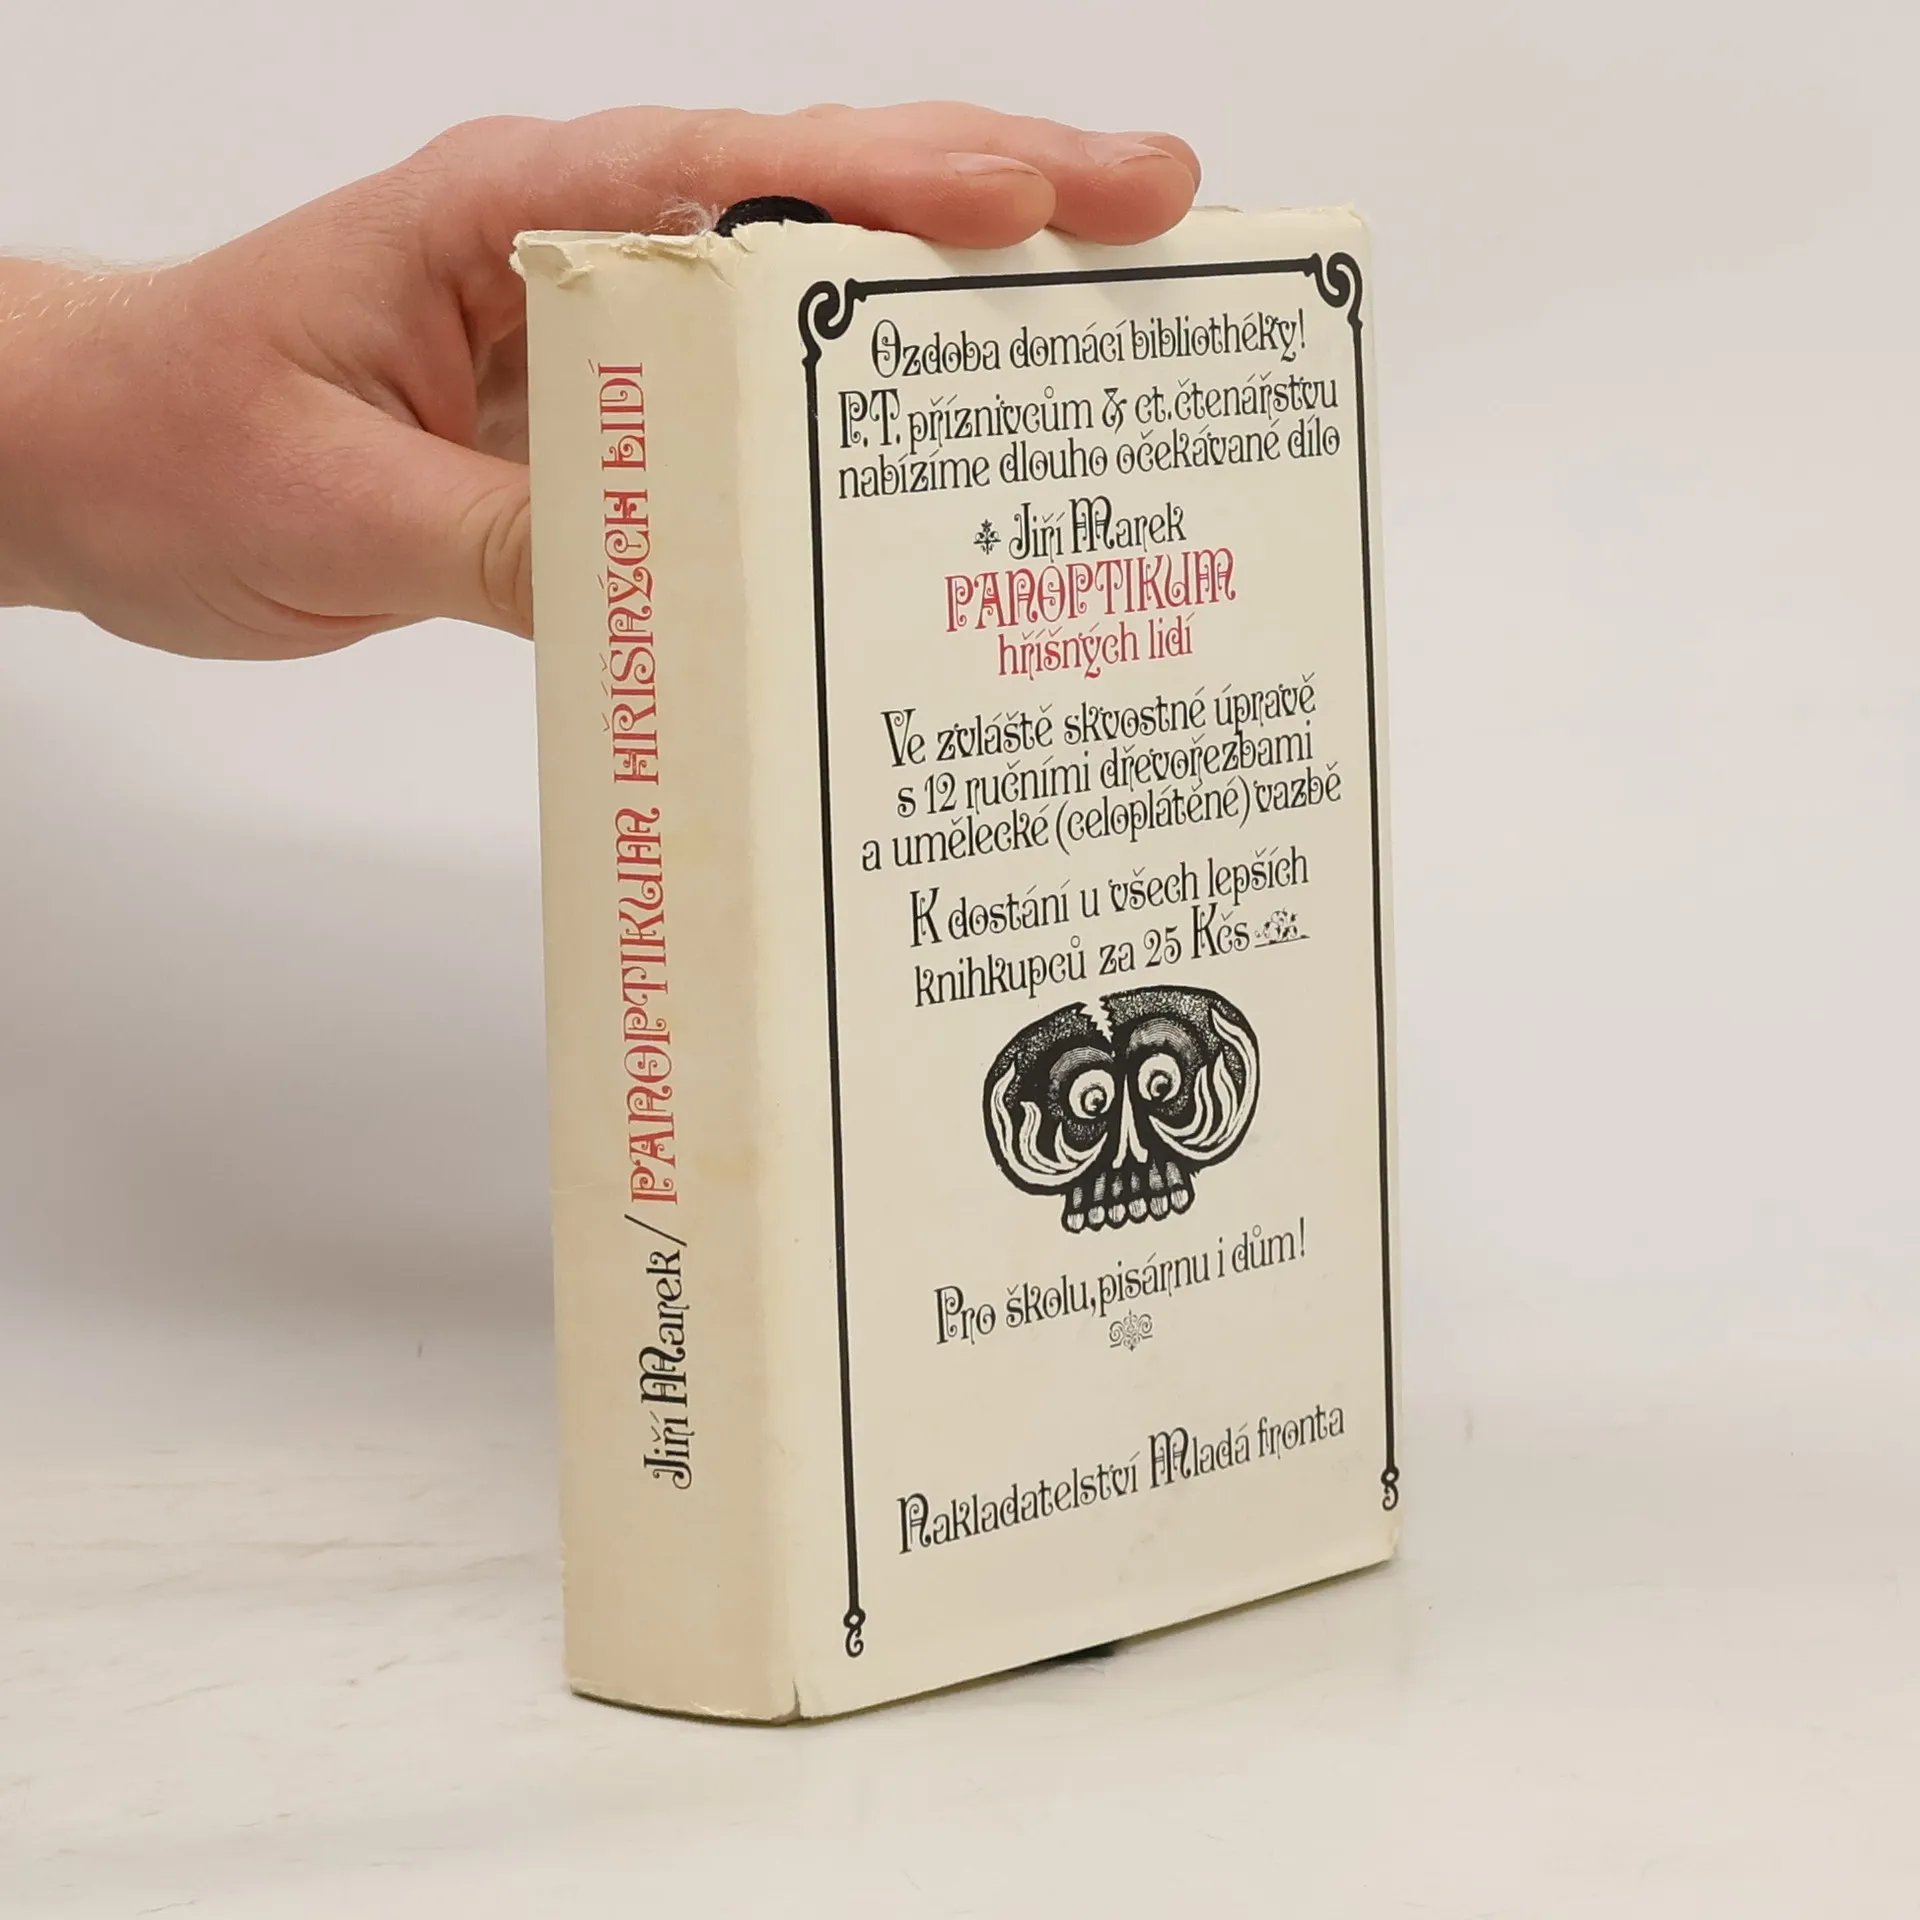 Jiří Marek / PANOPTIKUM HŘÍŠNÝCH LIDÍ
Ozdoba domácí bibliothéky!
P.T. příznivcům & ct. čtenářstvu
nabízíme dlouho očekávané dílo
Jiří Marek
PANOPTIKUM
hříšných lidí
Ve zvláště skvostné úpravě
s 12 ručními dřevořezbami
a umělecké (celoplátěné) vazbě
K dostání u všech lepších
knihkupců za 25 Kčs
Pro školu, pisárnu i dům!
Nakladatelství Mladá fronta